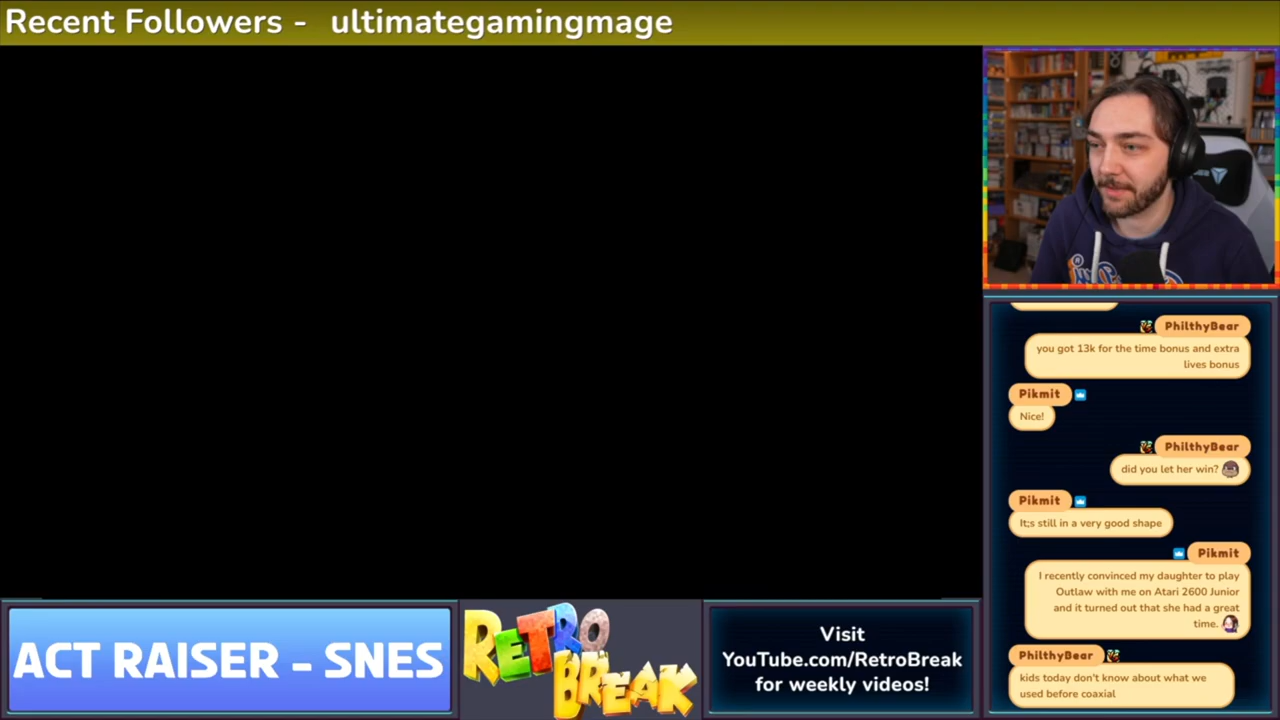 Recent Followers - ultimategamingmage
PhilthyBear
you got 13k for the time bonus and extra
lives bonus
Pikmit
Nice!
PhilthyBear
did you let her win?
Pikmit
It;s still in a very good shape
Pikmit
I recently convinced my daughter to play
Outlaw with me on Atari 2600 Junior
and it turned out that she had a great
time.
PhilthyBear
kids today don't know about what we
used before coaxial
ACT RAISER - SNES
RETRO
BREAK
Visit
YouTube.com/RetroBreak
for weekly videos!